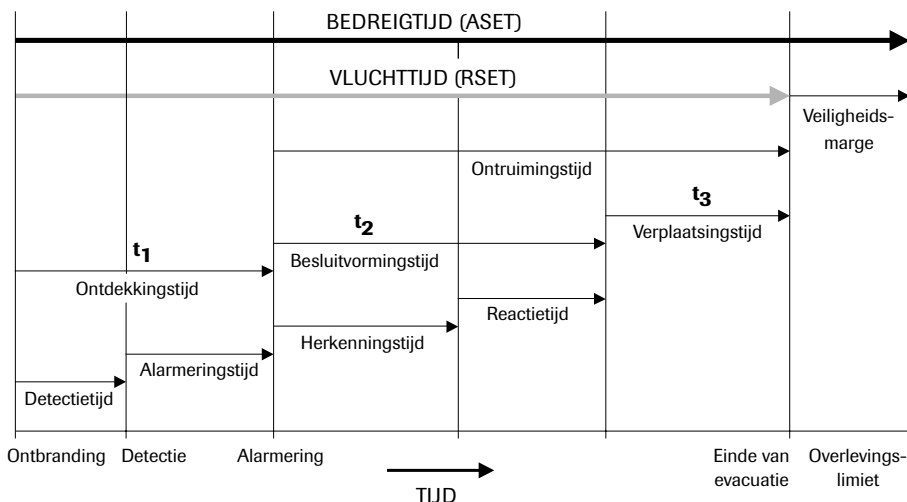 BEDREIGTIJD (ASET)
VLUCHTTIJD (RSET)
Veiligheids-
marge
Ontruimingstijd
t3
Verplaatsingstijd
t2
Besluitvormingstijd
t1
Ontdekkingstijd
Reactietijd
Herkenningstijd
Alarmeringstijd
Detectietijd
Ontbranding Detectie Alarmering Einde van Overlevings-
evacuatie limiet
TIJD